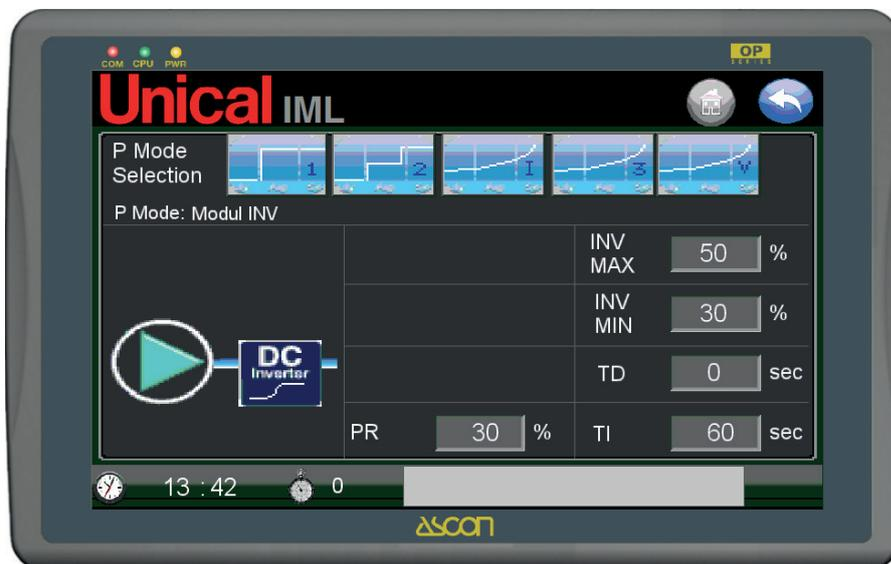 COM CPU PWR
OP
SERIES
Unical IML
P Mode
Selection
1 2 I 3 V
P Mode: Modul INV
INV
MAX 50 %
INV
MIN 30 %
DC
Inverter
TD 0 sec
PR 30 % TI 60 sec
13 : 42 0
ASCON